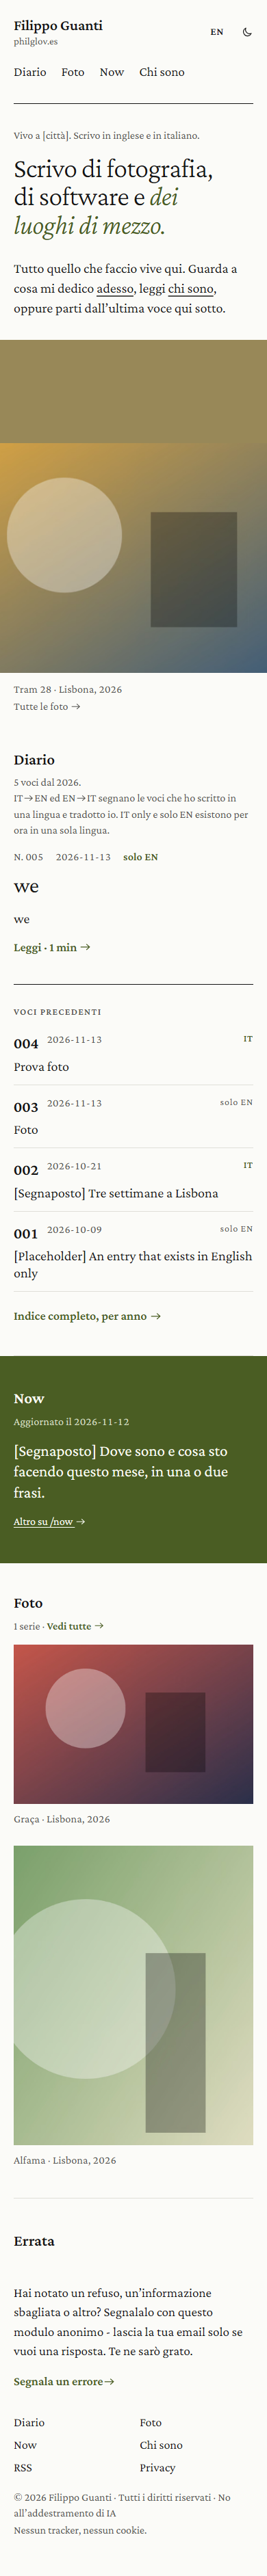 Filippo Guanti
philglov.es
EN
Diario Foto Now Chi sono
Vivo a [città]. Scrivo in inglese e in italiano.
Scrivo di fotografia,
di software e dei
luoghi di mezzo.
Tutto quello che faccio vive qui. Guarda a
cosa mi dedico adesso, leggi chi sono,
oppure parti dall’ultima voce qui sotto.
Tram 28 · Lisbona, 2026
Tutte le foto →
Diario
5 voci dal 2026.
IT→EN ed EN→IT segnano le voci che ho scritto in
una lingua e tradotto io. IT only e solo EN esistono per
ora in una sola lingua.
N. 005 2026-11-13 solo EN
we
we
Leggi · 1 min →
VOCI PRECEDENTI
004 2026-11-13 IT
Prova foto
003 2026-11-13 solo EN
Foto
002 2026-10-21 IT
[Segnaposto] Tre settimane a Lisbona
001 2026-10-09 solo EN
[Placeholder] An entry that exists in English
only
Indice completo, per anno →
Now
Aggiornato il 2026-11-12
[Segnaposto] Dove sono e cosa sto
facendo questo mese, in una o due
frasi.
Altro su /now →
Foto
1 serie · Vedi tutte →
Graça · Lisbona, 2026
Alfama · Lisbona, 2026
Errata
Hai notato un refuso, un’informazione
sbagliata o altro? Segnalalo con questo
modulo anonimo - lascia la tua email solo se
vuoi una risposta. Te ne sarò grato.
Segnala un errore→
Diario Foto
Now Chi sono
RSS Privacy
© 2026 Filippo Guanti · Tutti i diritti riservati · No
all’addestramento di IA
Nessun tracker, nessun cookie.